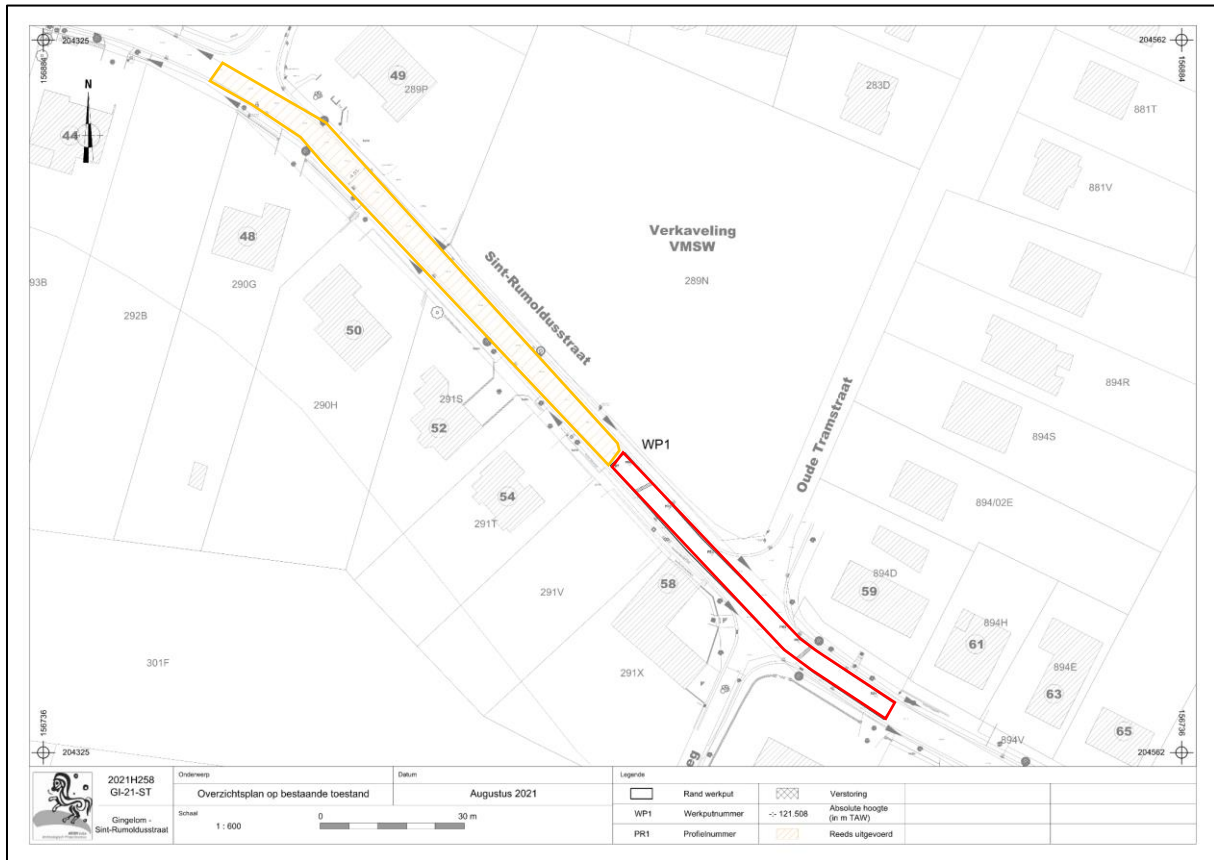 204325
156884
204562
156884
N
49
289P
283D
881T
44
881V
48
290G
Verkaveling
VMSW
289N
Sint-Rumoldusstraat
93B
292B
50
290H
291S
52
894R
894S
Oude Tramstraat
WP1
54
291T
894/02E
58
291V
894D
59
894H
61
894E
63
301F
291X
65
894V
eg
156736
204325
156736
204562
2021H258
GI-21-ST
Gingelom -
Sint-Rumoldusstraat
Onderwerp
Overzichtsplan op bestaande toestand
Datum
Augustus 2021
Schaal
1 : 600
0
30 m
Legende
Rand werkput
Verstoring
WP1
Werkputnummer
-:- 121.508
Absolute hoogte
(in m TAW)
PR1
Profielnummer
Reeds uitgevoerd